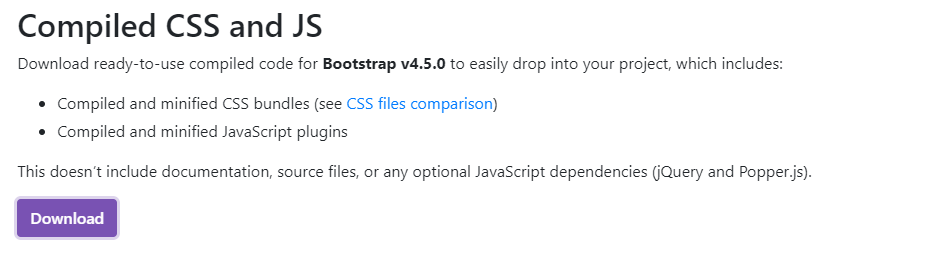 Compiled CSS and JS
Download ready-to-use compiled code for Bootstrap v4.5.0 to easily drop into your project, which includes:
• Compiled and minified CSS bundles (see CSS files comparison)
• Compiled and minified JavaScript plugins
This doesn’t include documentation, source files, or any optional JavaScript dependencies (jQuery and Popper.js).
Download